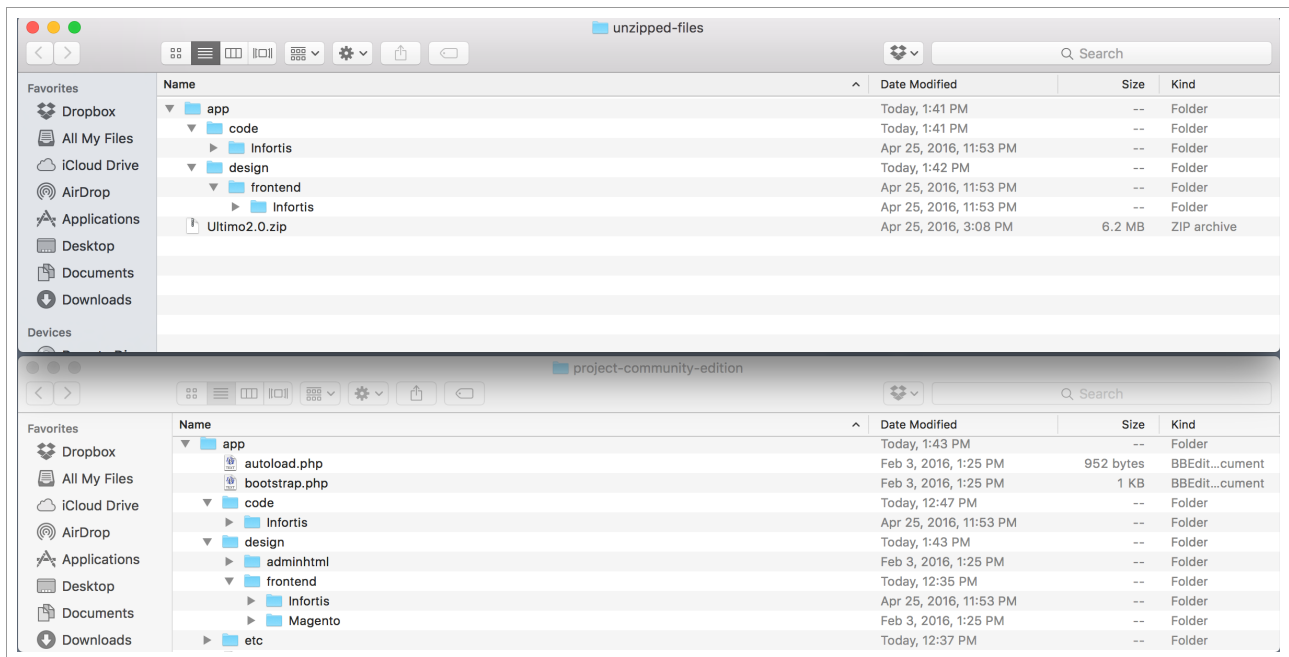 unzipped-files
Search
Favorites
Name Date Modified Size Kind
Dropbox
All My Files
iCloud Drive
AirDrop
Applications
Desktop
Documents
Downloads
Devices
app Today, 1:41 PM -- Folder
code Today, 1:41 PM -- Folder
Infortis Apr 25, 2016, 11:53 PM -- Folder
design Today, 1:42 PM -- Folder
frontend Apr 25, 2016, 11:53 PM -- Folder
Infortis Apr 25, 2016, 11:53 PM -- Folder
Ultimo2.0.zip Apr 25, 2016, 3:08 PM 6.2 MB ZIP archive
project-community-edition
Search
Favorites
Name Date Modified Size Kind
Dropbox
All My Files
iCloud Drive
AirDrop
Applications
Desktop
Documents
Downloads
app Today, 1:43 PM -- Folder
autoload.php Feb 3, 2016, 1:25 PM 952 bytes BBEdit...cument
bootstrap.php Feb 3, 2016, 1:25 PM 1 KB BBEdit...cument
code Today, 12:47 PM -- Folder
Infortis Apr 25, 2016, 11:53 PM -- Folder
design Today, 1:43 PM -- Folder
adminhtml Feb 3, 2016, 1:25 PM -- Folder
frontend Today, 12:35 PM -- Folder
Infortis Apr 25, 2016, 11:53 PM -- Folder
Magento Feb 3, 2016, 1:25 PM -- Folder
etc Today, 12:37 PM -- Folder